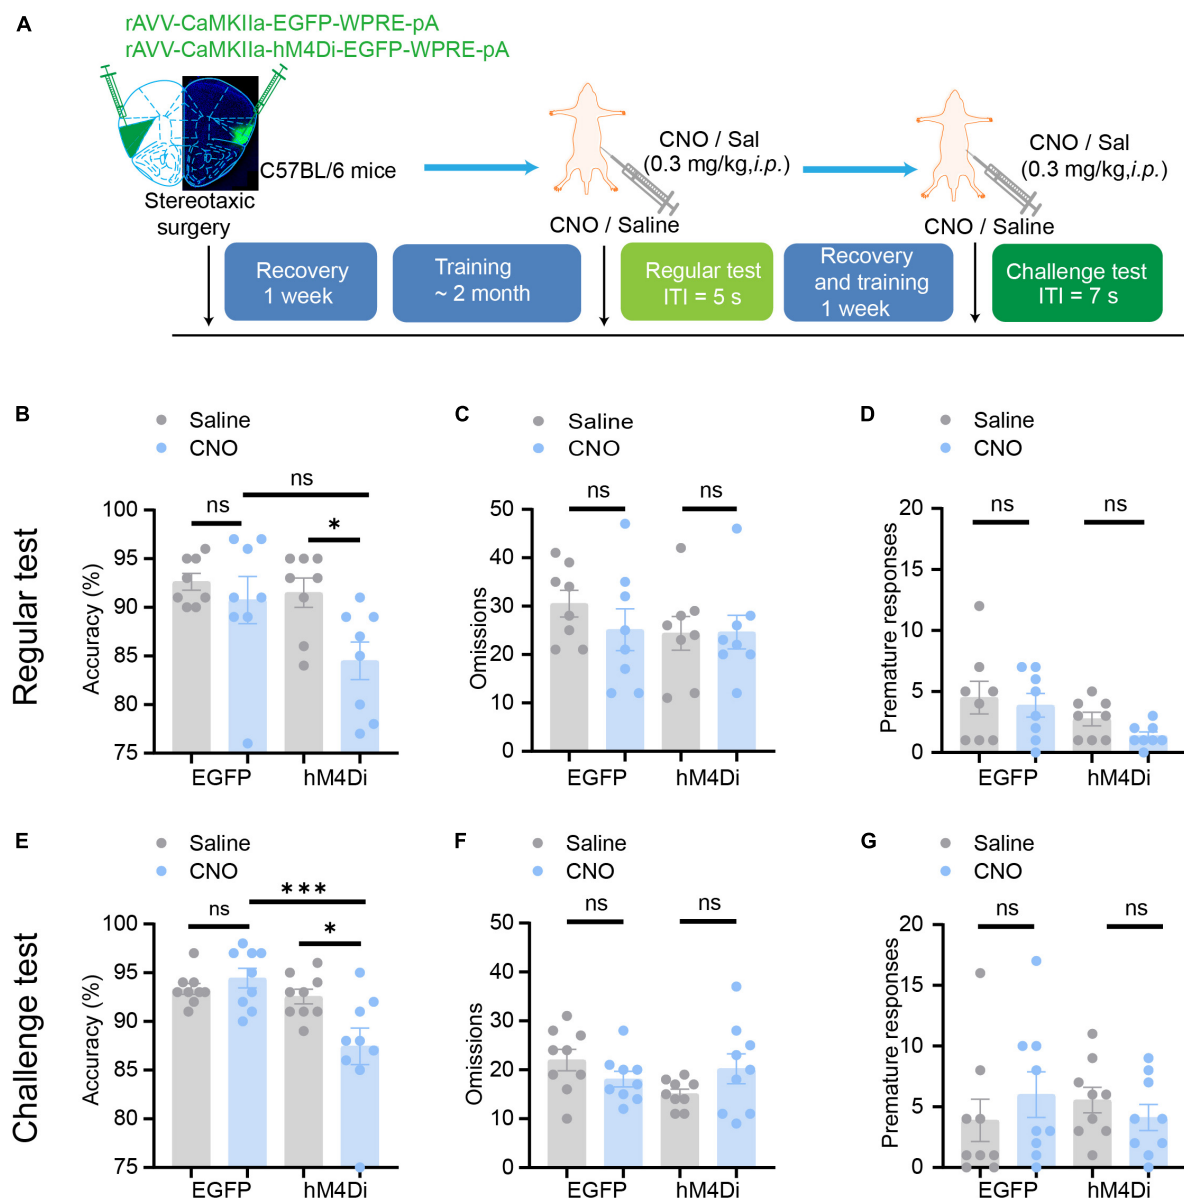 A
rAVV-CaMKIIa-EGFP-WPRE-pA
rAVV-CaMKIIa-hM4Di-EGFP-WPRE-pA
C57BL/6 mice
Stereotaxic
surgery
CNO / Sal
(0.3 mg/kg,i.p.)
CNO / Saline
CNO / Sal
(0.3 mg/kg,i.p.)
CNO / Saline
Recovery
1 week
Training
~ 2 month
Regular test
ITI = 5 s
Recovery
and training
1 week
Challenge test
ITI = 7 s
Regular test
B
Saline
CNO
ns
ns
*
Accuracy (%)
100
95
90
85
80
75
EGFP
hM4Di
C
Saline
CNO
ns
ns
Omissions
50
40
30
20
10
0
EGFP
hM4Di
D
Saline
CNO
ns
ns
Premature responses
20
15
10
5
0
EGFP
hM4Di
Challenge test
E
Saline
CNO
***
ns
*
Accuracy (%)
100
95
90
85
80
75
EGFP
hM4Di
F
Saline
CNO
ns
ns
Omissions
50
40
30
20
10
0
EGFP
hM4Di
G
Saline
CNO
ns
ns
Premature responses
20
15
10
5
0
EGFP
hM4Di